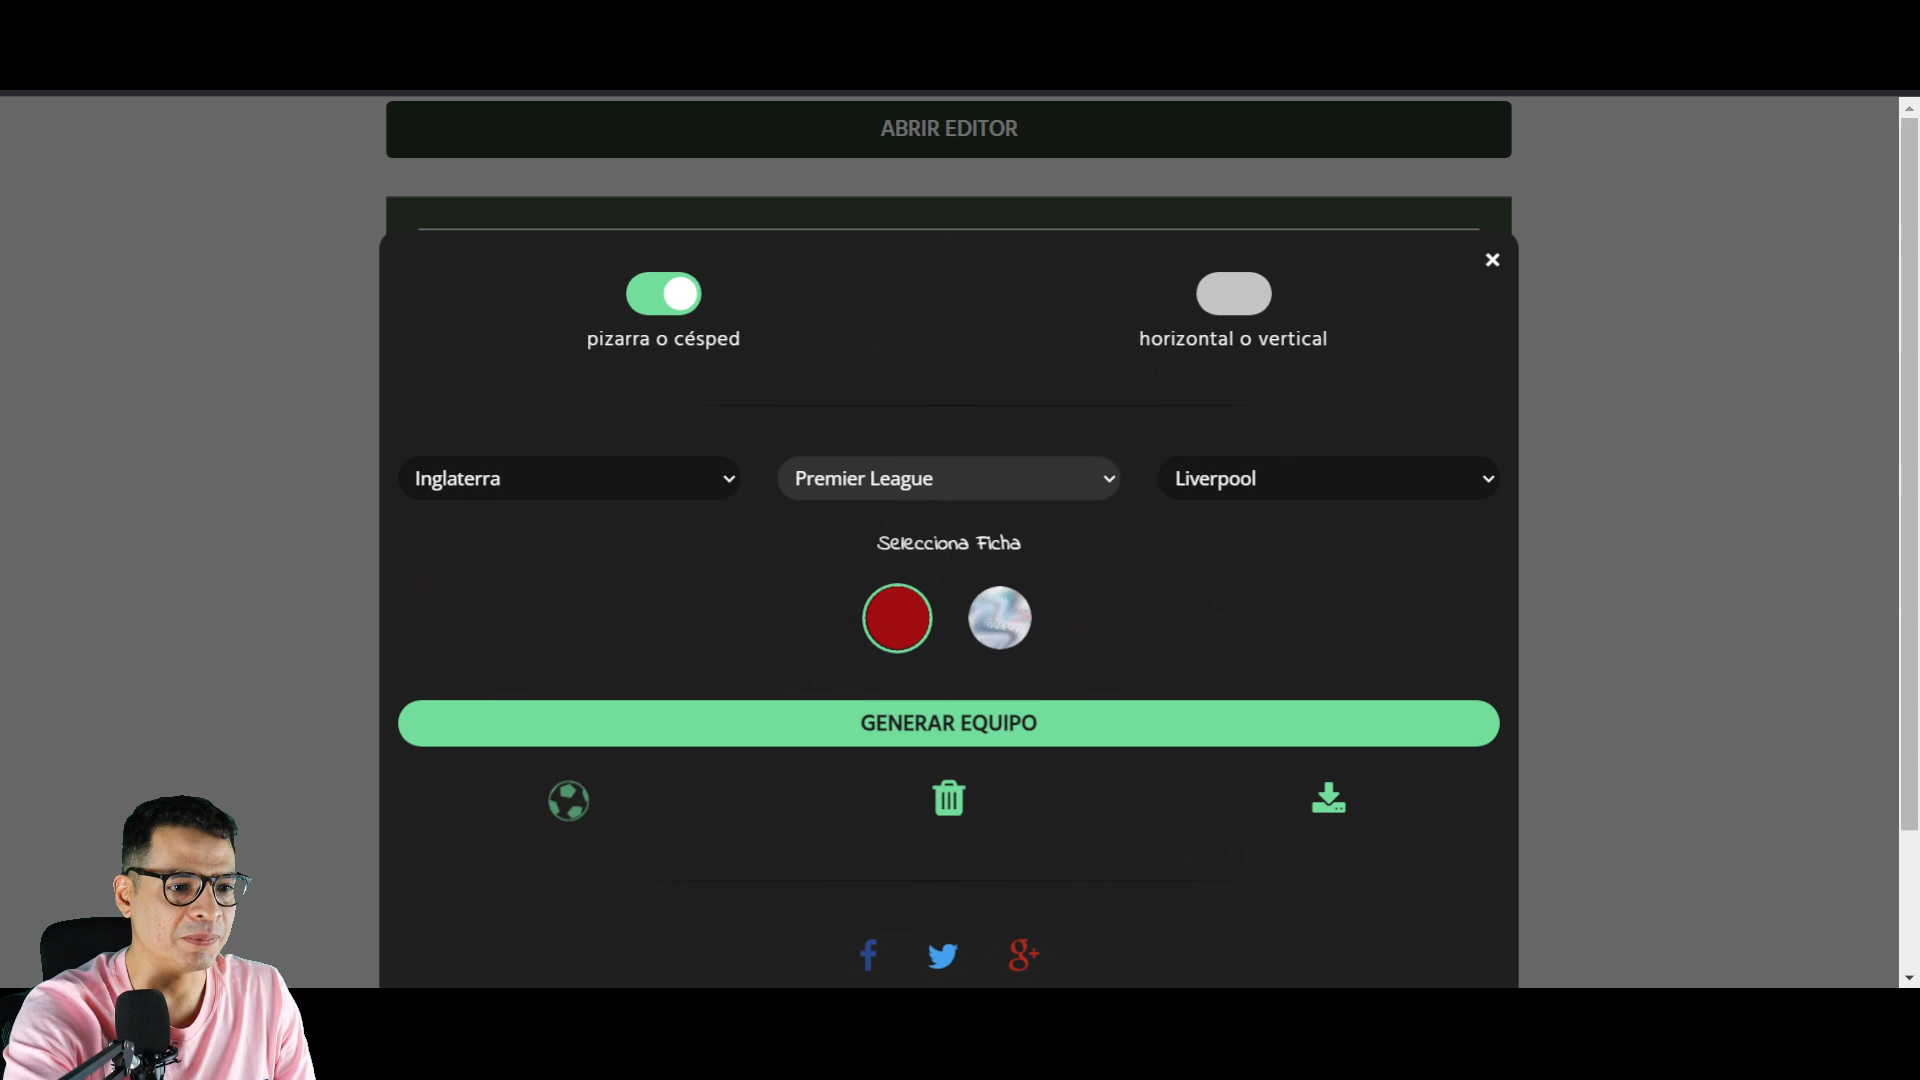 ABRIR EDITOR
pizarra o césped
horizontal o vertical
Inglaterra
Premier League
Liverpool
Selecciona Ficha
GENERAR EQUIPO